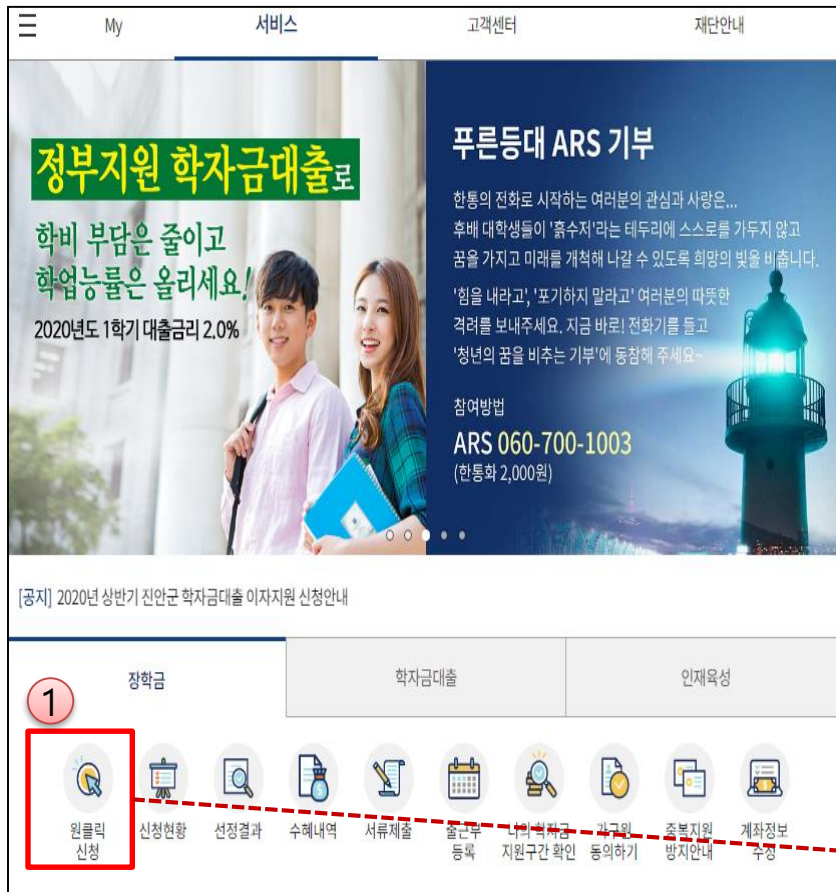 My 서비스 고객센터 재단안내
정부지원 학자금대출로
학비 부담은 줄이고
학업능률은 올리세요!
2020년도 1학기 대출금리 2.0%
푸른등대 ARS 기부
한통의 전화로 시작하는 여러분의 관심과 사랑은...
후배 대학생들이 '흙수저'라는 테두리에 스스로를 가두지 않고
꿈을 가지고 미래를 개척해 나갈 수 있도록 희망의 빛을 비춥니다.
'힘을 내라고', '포기하지 말라고' 여러분의 따뜻한
격려를 보내주세요. 지금 바로! 전화기를 들고
'청년의 꿈을 비추는 기부'에 동참해 주세요~
참여방법
ARS 060-700-1003
(한통화 2,000원)
[공지] 2020년 상반기 진안군 학자금대출 이자지원 신청안내
장학금 학자금대출 인재육성
1
원클릭 신청현황 선정결과 수혜내역 서류제출 출근부 나의 학자금 가구원 중복지원 계좌정보
신청 등록 지원구간 확인 동의하기 방지안내 수정